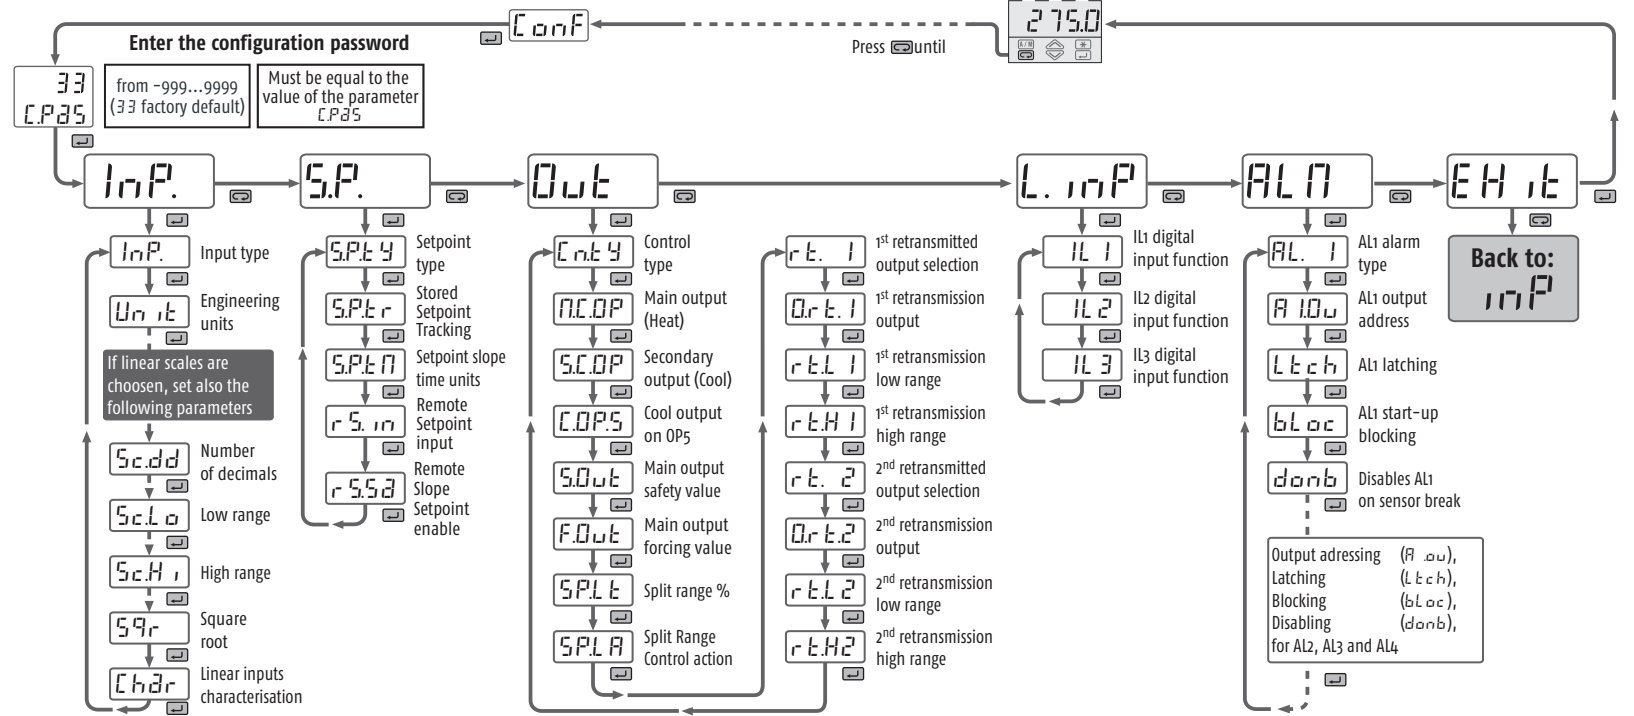 ConF
275.0
A/M
*
Press until
Enter the configuration password
33
C.PaS
from -999...9999
(33 factory default)
Must be equal to the
value of the parameter
C.PaS
InP.
S.P.
Out
L. inP
ALM
EHit
InP.
Input type
Unit
Engineering
units
If linear scales are
choosen, set also the
following parameters
Sc.dd
Number
of decimals
Sc.Lo
Low range
Sc.Hi
High range
Sqr
Square
root
Char
Linear inputs
characterisation
S.P.tY
Setpoint
type
S.P.tr
Stored
Setpoint
Tracking
S.P.tM
Setpoint slope
time units
rS.in
Remote
Setpoint
input
rS.Sa
Remote
Slope
Setpoint
enable
Cn.tY
Control
type
M.C.OP
Main output
(Heat)
S.C.OP
Secondary
output (Cool)
C.OP.5
Cool output
on OP5
S.Out
Main output
safety value
F.Out
Main output
forcing value
SP.Lt
Split range %
SP.LA
Split Range
Control action
rt. 1
1st retransmitted
output selection
O.rt.1
1st retransmission
output
rt.L1
1st retransmission
low range
rt.H1
1st retransmission
high range
rt. 2
2nd retransmitted
output selection
O.rt.2
2nd retransmission
output
rt.L2
2nd retransmission
low range
rt.H2
2nd retransmission
high range
IL 1
IL1 digital
input function
IL 2
IL2 digital
input function
IL 3
IL3 digital
input function
AL. 1
AL1 alarm
type
A1.Ou
AL1 output
address
Ltch
AL1 latching
bLoc
AL1 start-up
blocking
donb
Disables AL1
on sensor break
Output adressing (A .ou),
Latching (Ltch),
Blocking (bLoc),
Disabling (donb),
for AL2, AL3 and AL4
Back to:
inP